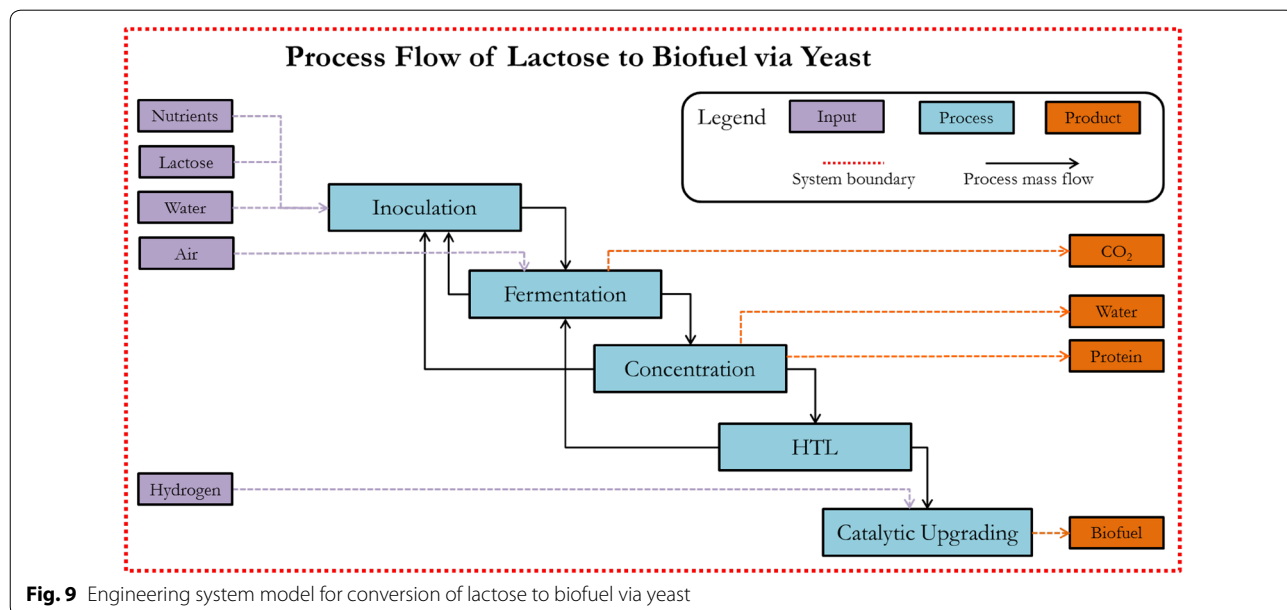 Process Flow of Lactose to Biofuel via Yeast
Legend
Input
Process
Product
System boundary
Process mass flow
Nutrients
Lactose
Water
Air
Inoculation
Fermentation
CO₂
Water
Concentration
Protein
HTL
Hydrogen
Catalytic Upgrading
Biofuel
Fig. 9 Engineering system model for conversion of lactose to biofuel via yeast